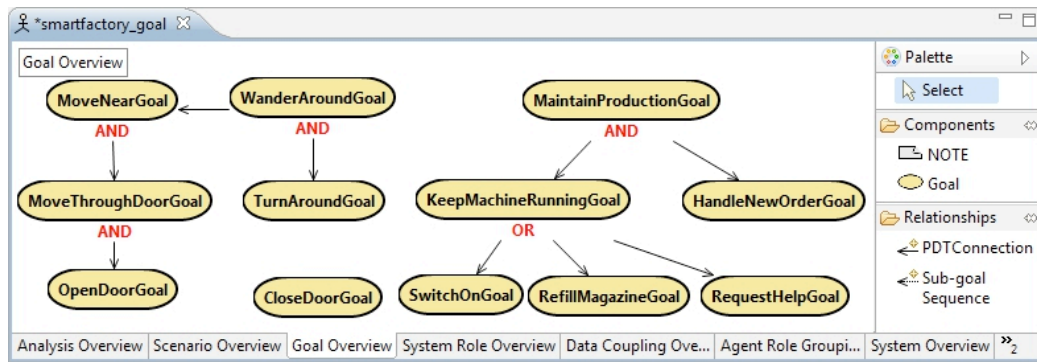 *smartfactory_goal
Goal Overview
MoveNearGoal
WanderAroundGoal
MaintainProductionGoal
AND
AND
AND
MoveThroughDoorGoal
TurnAroundGoal
KeepMachineRunningGoal
HandleNewOrderGoal
AND
OR
OpenDoorGoal
CloseDoorGoal
SwitchOnGoal
RefillMagazineGoal
RequestHelpGoal
Palette
Select
Components
NOTE
Goal
Relationships
PDTConnection
Sub-goal
Sequence
Analysis Overview
Scenario Overview
Goal Overview
System Role Overview
Data Coupling Ove...
Agent Role Groupi...
System Overview
»2